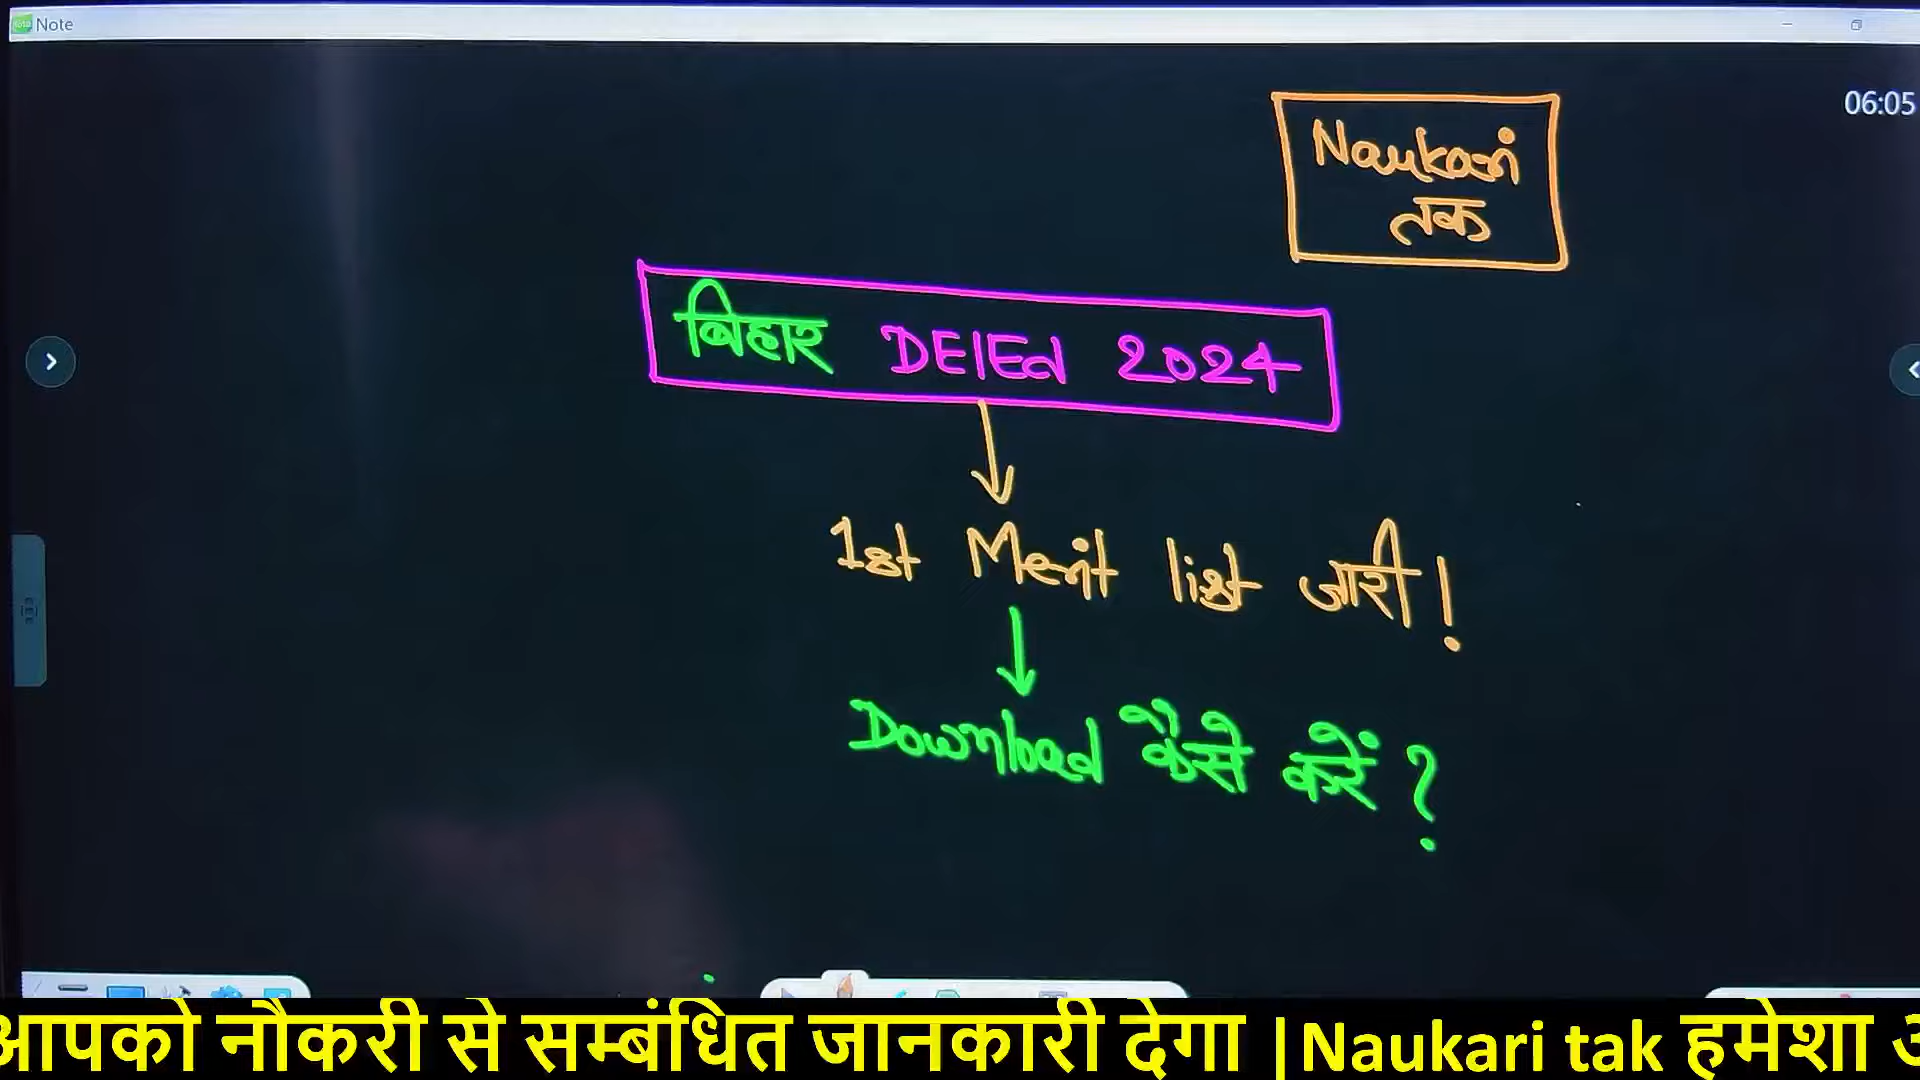 Note
06:05
Naukari
तक
बिहार DElEd 2024
1st Merit list जारी!
Download कैसे करें?
आपको नौकरी से सम्बंधित जानकारी देगा |Naukari tak हमेशा